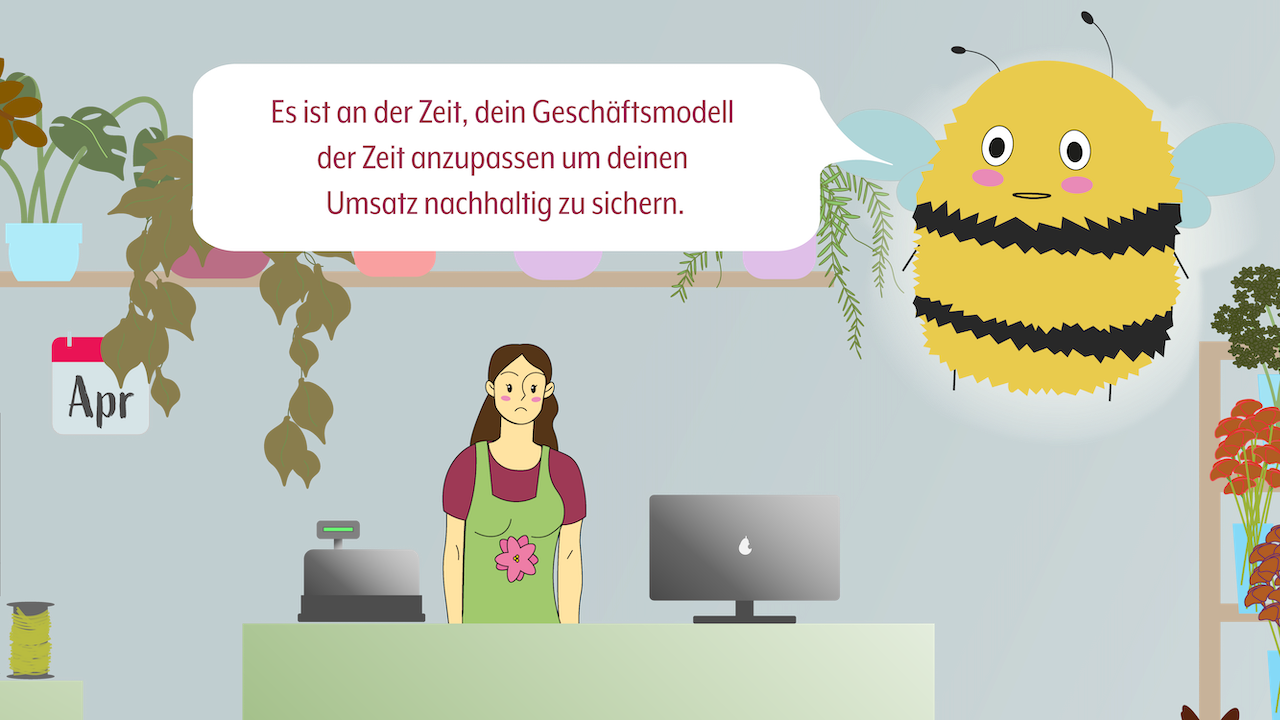 Es ist an der Zeit, dein Geschäftsmodell
der Zeit anzupassen um deinen
Umsatz nachhaltig zu sichern.
Apr